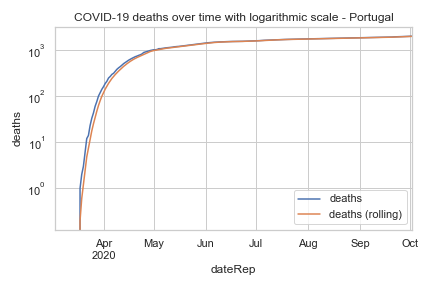 COVID-19 deaths over time with logarithmic scale - Portugal
deaths
10³
10²
10¹
10⁰
deaths
deaths (rolling)
Apr May Jun Jul Aug Sep Oct
2020
dateRep